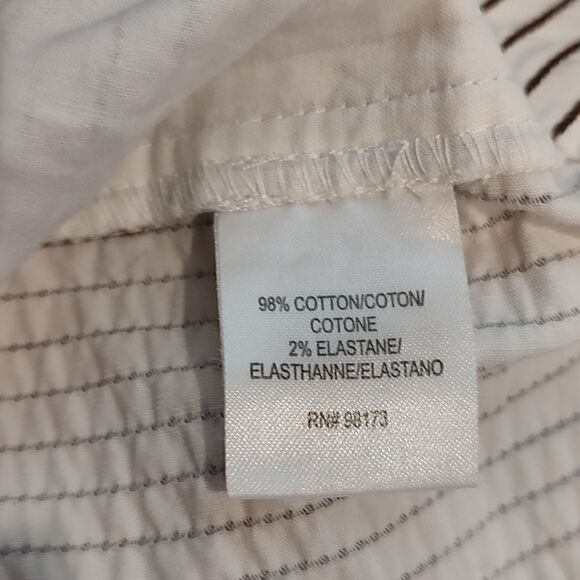 98% COTTON/COTON/
COTONE
2% ELASTANE/
ELASTHANNE/ELASTANO
RN# 98173